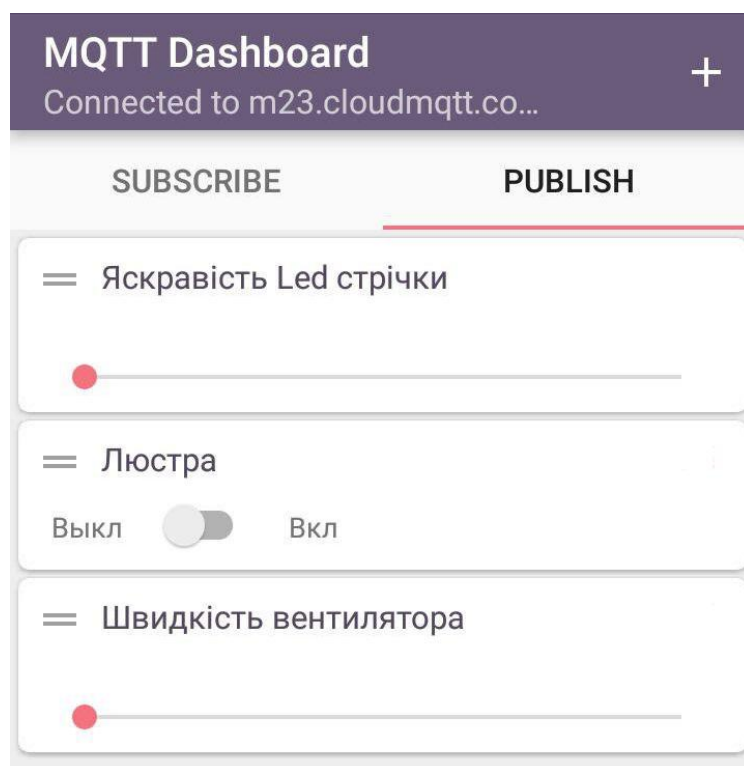 MQTT Dashboard
Connected to m23.cloudmqtt.co...
SUBSCRIBE PUBLISH
Яскравість Led стрічки
Люстра
Выкл Вкл
Швидкість вентилятора